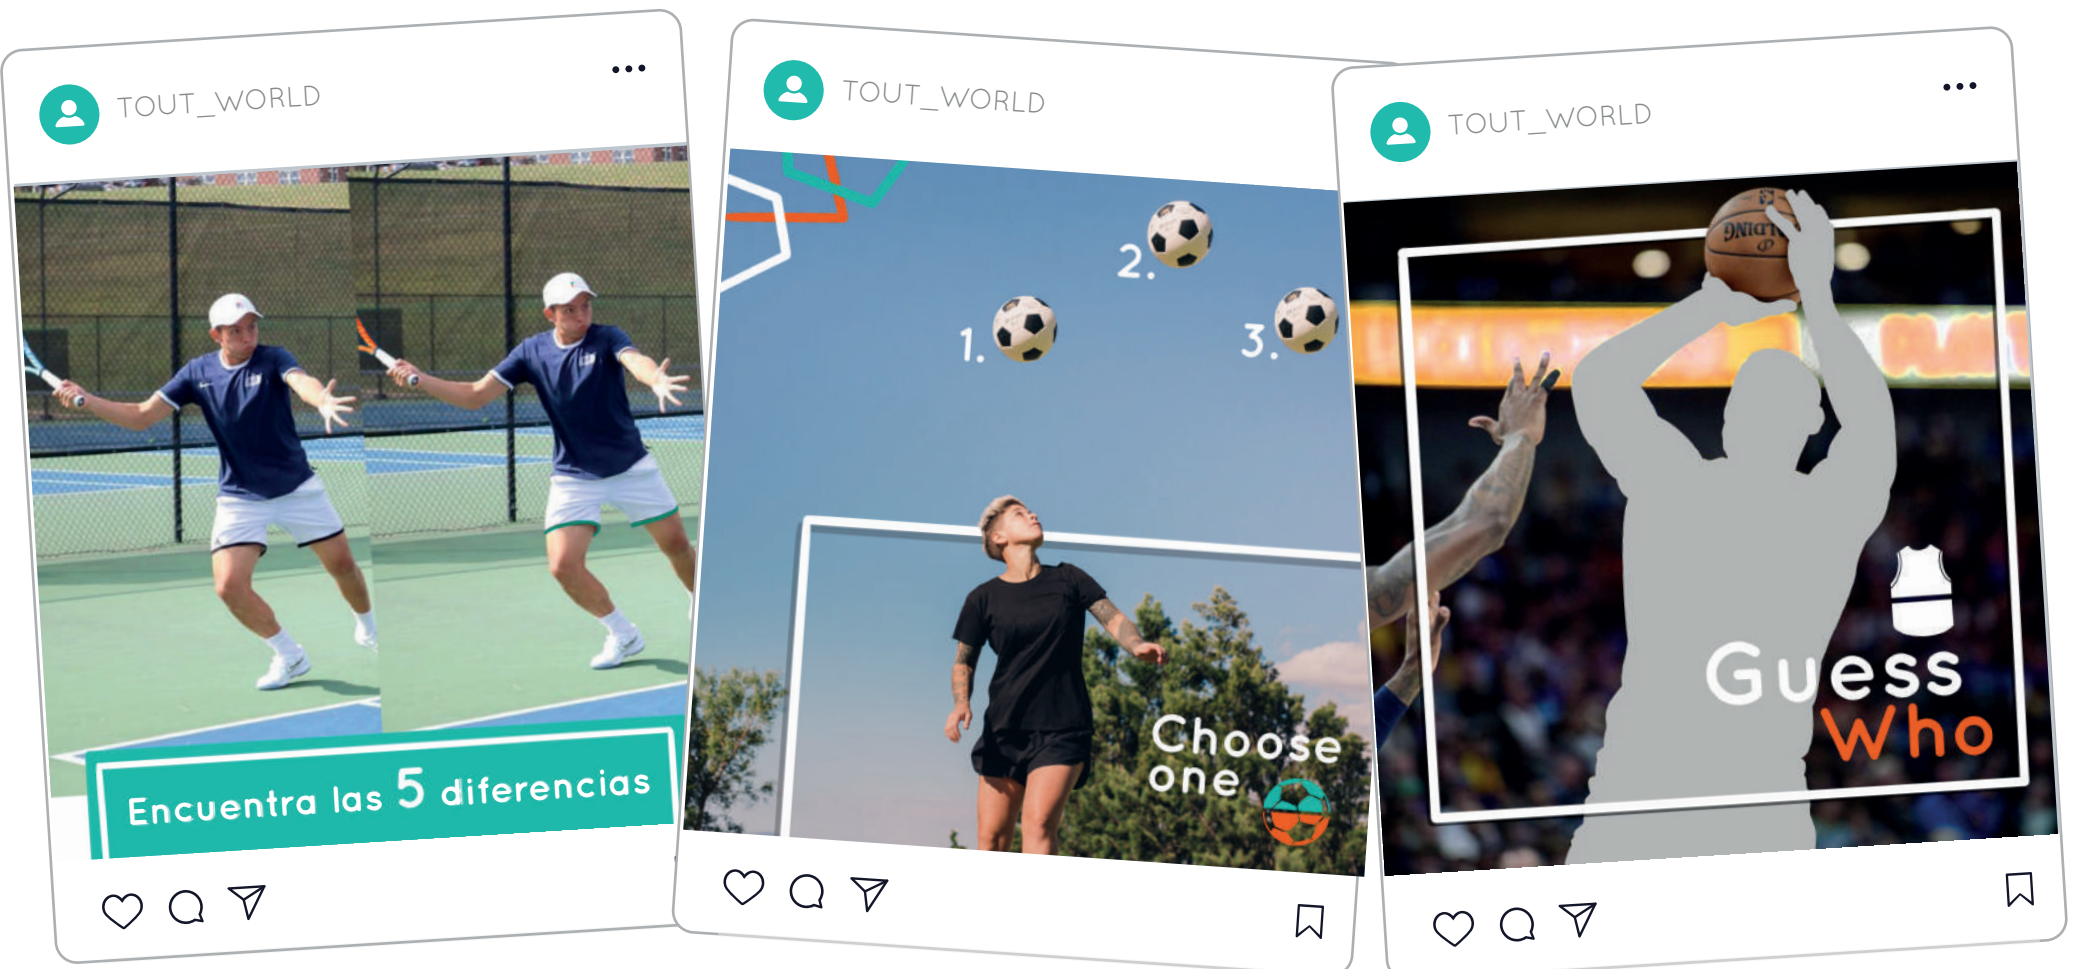 TOUT_WORLD
Encuentra las 5 diferencias
TOUT_WORLD
1.
2.
3.
Choose
one
TOUT_WORLD
Guess
Who